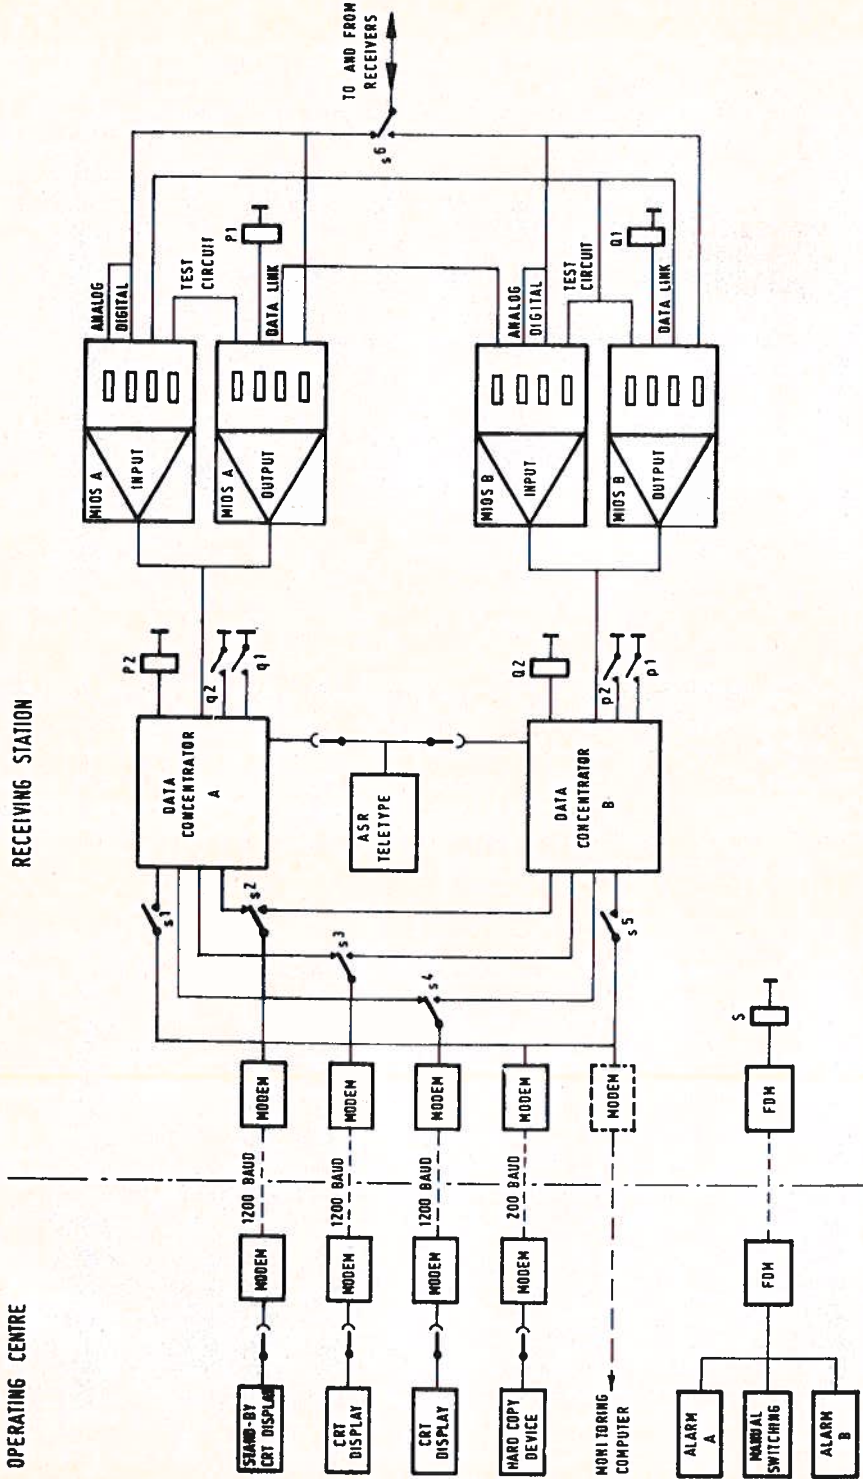 OPERATING CENTRE
RECEIVING STATION
STAND-BY
CRT DISPLAY
MODEM
1200 BAUD
MODEM
CRT
DISPLAY
MODEM
1200 BAUD
MODEM
CRT
DISPLAY
MODEM
1200 BAUD
MODEM
HARD COPY
DEVICE
MODEM
200 BAUD
MODEM
MONITORING
COMPUTER
MODEM
ALARM
A
MANUAL
SWITCHING
ALARM
B
FDM
FDM
S
s1
s2
s3
s4
s5
DATA
CONCENTRATOR
A
P2
q2
q1
ASR
TELETYPE
DATA
CONCENTRATOR
B
Q2
p2
p1
MIOS A
INPUT
ANALOG
DIGITAL
TEST
CIRCUIT
MIOS A
OUTPUT
P1
DATA LINK
MIOS B
INPUT
ANALOG
DIGITAL
TEST
CIRCUIT
MIOS B
OUTPUT
Q1
DATA LINK
s6
TO AND FROM
RECEIVERS